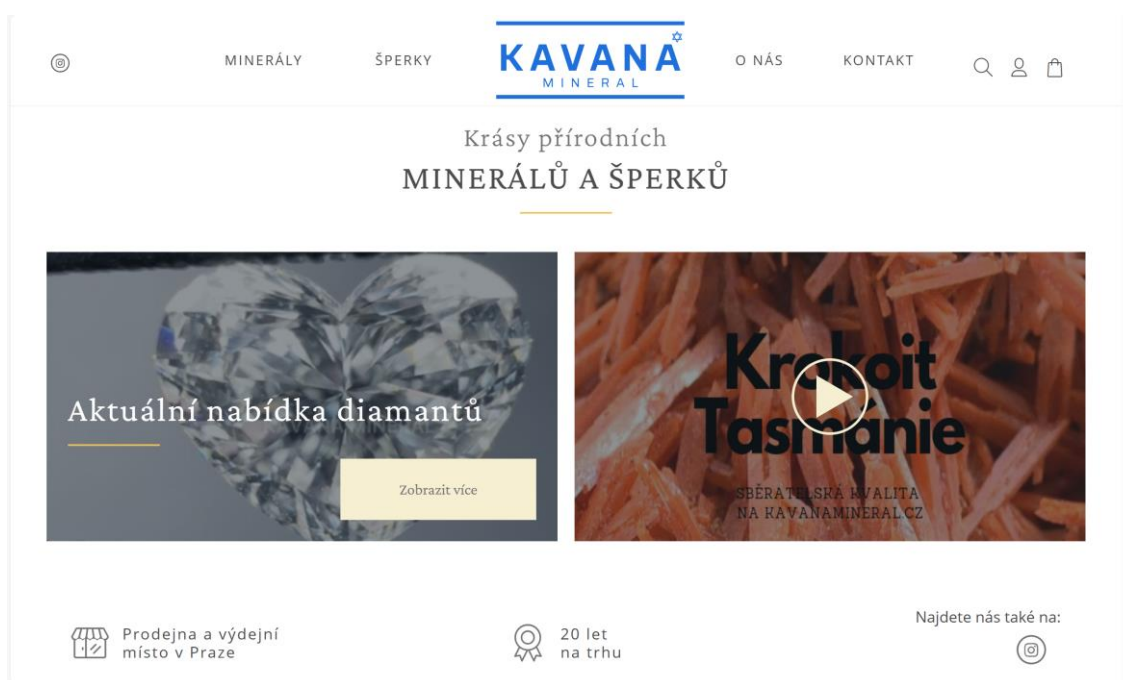 MINERÁLY
ŠPERKY
KAVANA
MINERAL
O NÁS
KONTAKT
Krásy přírodních
MINERÁLŮ A ŠPERKŮ
Aktuální nabídka diamantů
Zobrazit více
Krokoit
Tasmánie
SBĚRATELSKÁ KVALITA
NA KAVANAMINERAL.CZ
Prodejna a výdejní
místo v Praze
20 let
na trhu
Najdete nás také na: